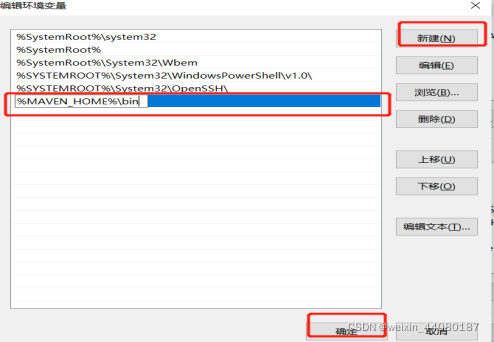 编辑环境变量
%SystemRoot%\system32
%SystemRoot%
%SystemRoot%\System32\Wbem
%SYSTEMROOT%\System32\WindowsPowerShell\v1.0\
%SYSTEMROOT%\System32\OpenSSH\
%MAVEN_HOME%\bin
新建(N)
编辑(E)
浏览(B)...
删除(D)
上移(U)
下移(O)
编辑文本(T)...
确定
取消
CSDN @weixin_44080187